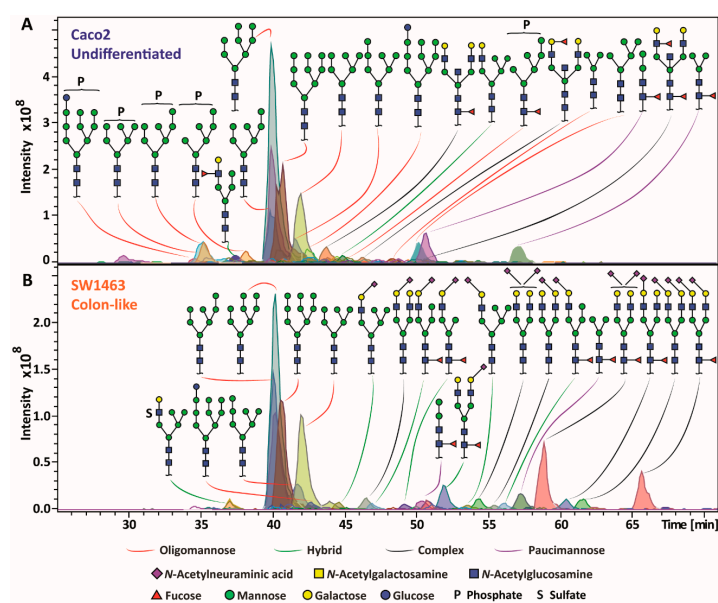 A
Caco2
Undifferentiated
P
P
P
P
P
Intensity x10⁸
4
3
2
1
0
B
SW1463
Colon-like
S
Intensity x10⁸
2.0
1.5
1.0
0.5
0.0
30 35 40 45 50 55 60 65 Time [min]
Oligomannose Hybrid Complex Paucimannose
N-Acetylneuraminic acid N-Acetylgalactosamine N-Acetylglucosamine
Fucose Mannose Galactose Glucose P Phosphate S Sulfate